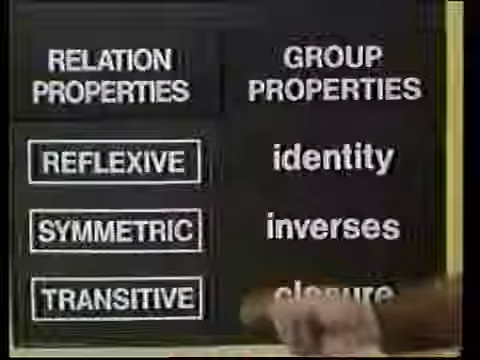 RELATION PROPERTIES
GROUP PROPERTIES
REFLEXIVE
identity
SYMMETRIC
inverses
TRANSITIVE
closure